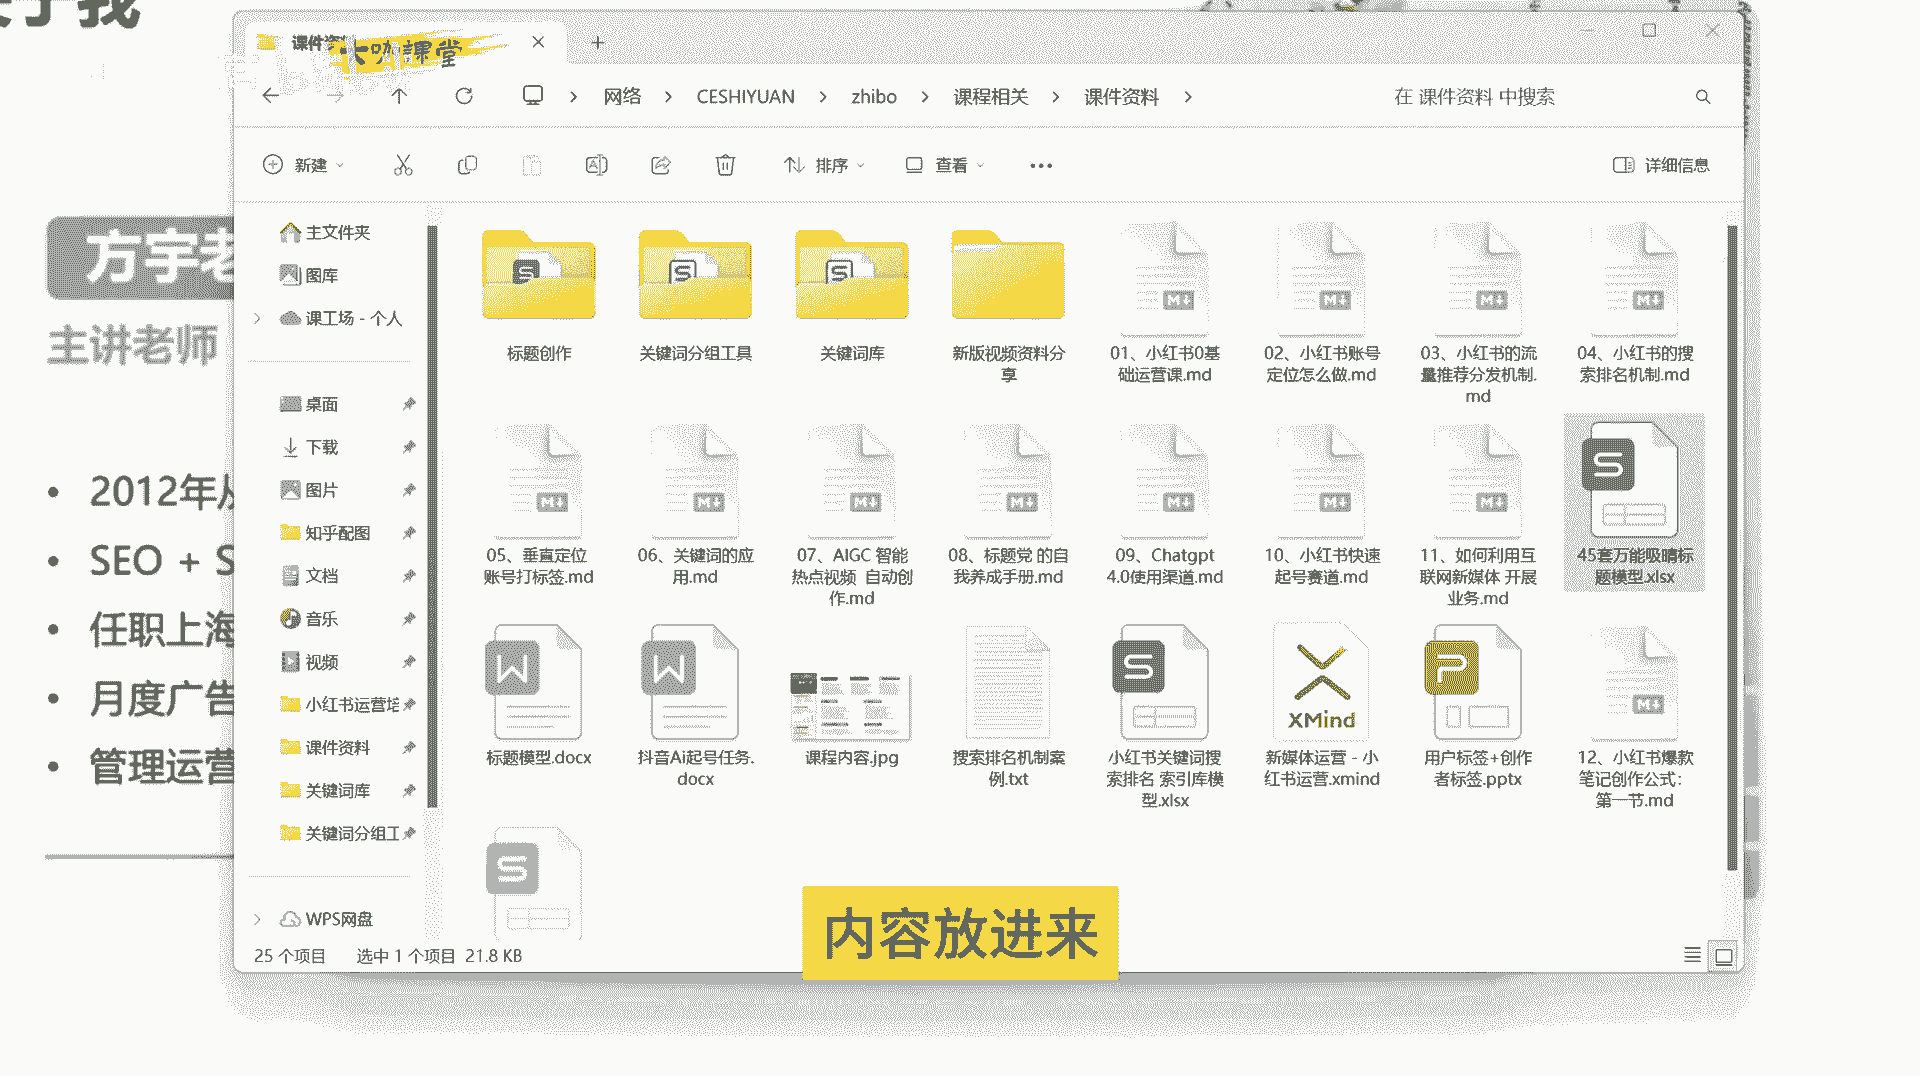 关于我
课件资
大咖課堂
网络 CESHIYUAN zhibo 课程相关 课件资料
在 课件资料 中搜索
新建
排序
查看
详细信息
方宇老
主讲老师
2012年从
SEO + S
任职上海
月度广告
管理运营
主文件夹
图库
课工场 - 个人
桌面
下载
图片
知乎配图
文档
音乐
视频
小红书运营培
课件资料
关键词库
关键词分组工
WPS网盘
标题创作
关键词分组工具
关键词库
新版视频资料分
享
01、小红书0基
础运营课.md
02、小红书账号
定位怎么做.md
03、小红书的流
量推荐分发机制.
md
04、小红书的搜
索排名机制.md
05、垂直定位
账号打标签.md
06、关键词的应
用.md
07、AIGC 智能
热点视频 自动创
作.md
08、标题党 的自
我养成手册.md
09、Chatgpt
4.0使用渠道.md
10、小红书快速
起号赛道.md
11、如何利用互
联网新媒体 开展
业务.md
45套万能吸睛标
题模型.xlsx
标题模型.docx
抖音Ai起号任务.
docx
课程内容.jpg
搜索排名机制案
例.txt
小红书关键词搜
索排名 索引库模
型.xlsx
XMind
新媒体运营 - 小
红书运营.xmind
用户标签+创作
者标签.pptx
12、小红书爆款
笔记创作公式：
第一节.md
内容放进来
25 个项目 选中 1 个项目 21.8 KB